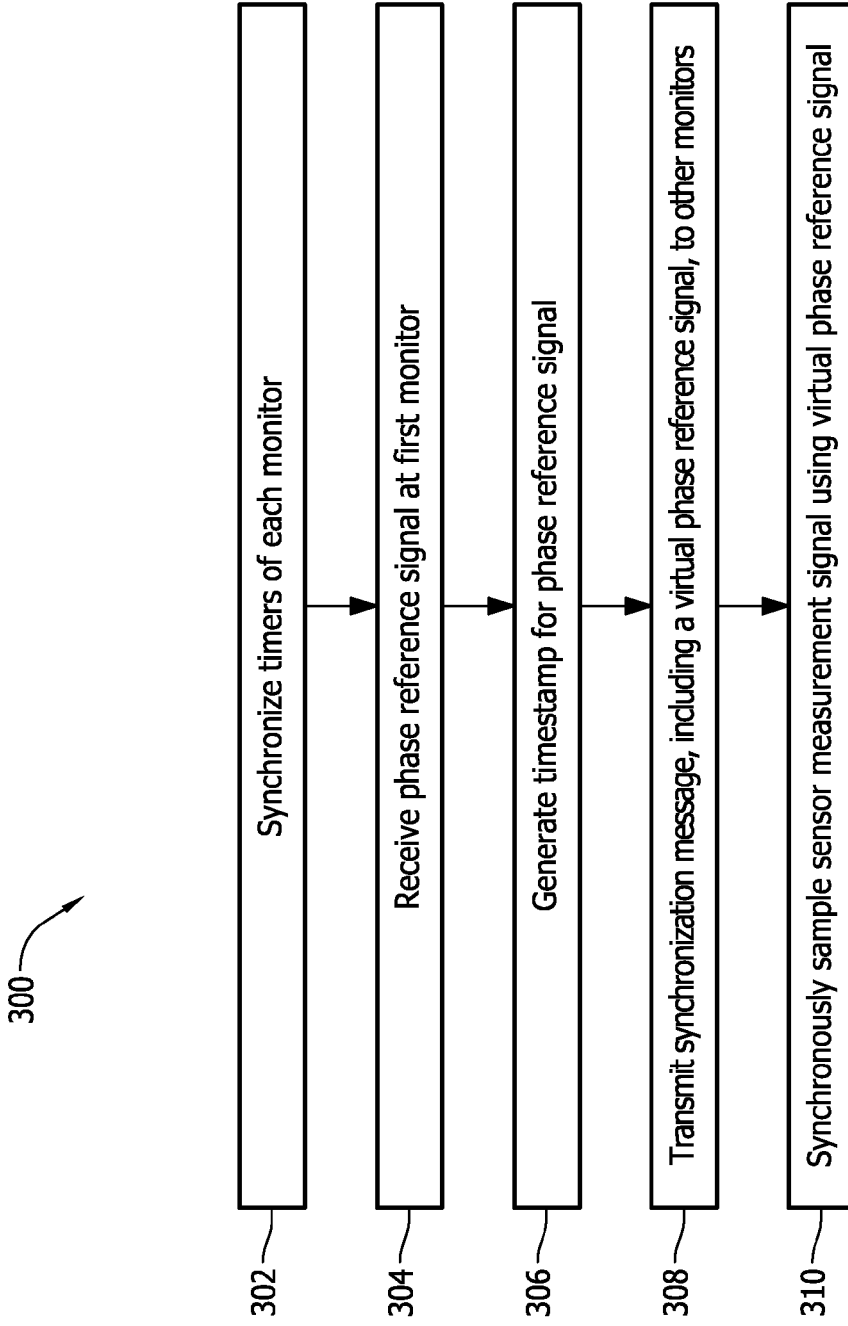 300
302
Synchronize timers of each monitor
304
Receive phase reference signal at first monitor
306
Generate timestamp for phase reference signal
308
Transmit synchronization message, including a virtual phase reference signal, to other monitors
310
Synchronously sample sensor measurement signal using virtual phase reference signal